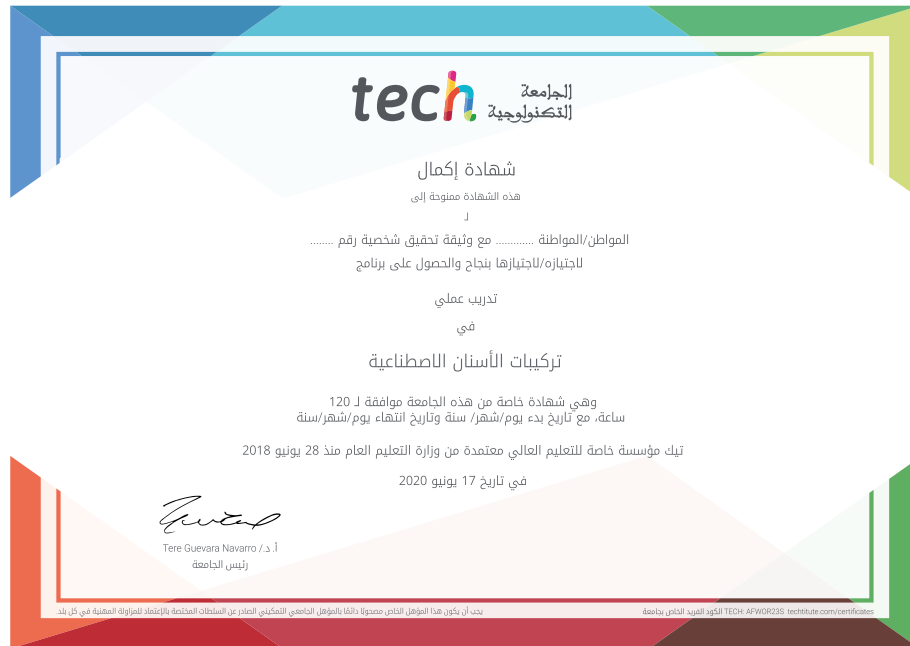 tech الجامعة
التكنولوجية
شهادة إكمال
هذه الشهادة ممنوحة إلى
لـ
المواطن/المواطنة ............ مع وثيقة تحقيق شخصية رقم ........
لاجتيازه/لاجتيازها بنجاح والحصول على برنامج
تدريب عملي
في
تركيبات الأسنان الاصطناعية
وهي شهادة خاصة من هذه الجامعة موافقة لـ 120
ساعة، مع تاريخ بدء يوم/شهر/ سنة وتاريخ انتهاء يوم/شهر/سنة
تيك مؤسسة خاصة للتعليم العالي معتمدة من وزارة التعليم العام منذ 28 يونيو 2018
في تاريخ 17 يونيو 2020
أ.د./ Tere Guevara Navarro
رئيس الجامعة
يجب أن يكون هذا المؤهل الخاص مصحوبًا دائمًا بالمؤهل الجامعي التمكيني الصادر عن السلطات المختصة بالإعتماد للمزاولة المهنية في كل بلد.
الكود الفريد الخاص بجامعة TECH: AFWOR23S techtitute.com/certificates